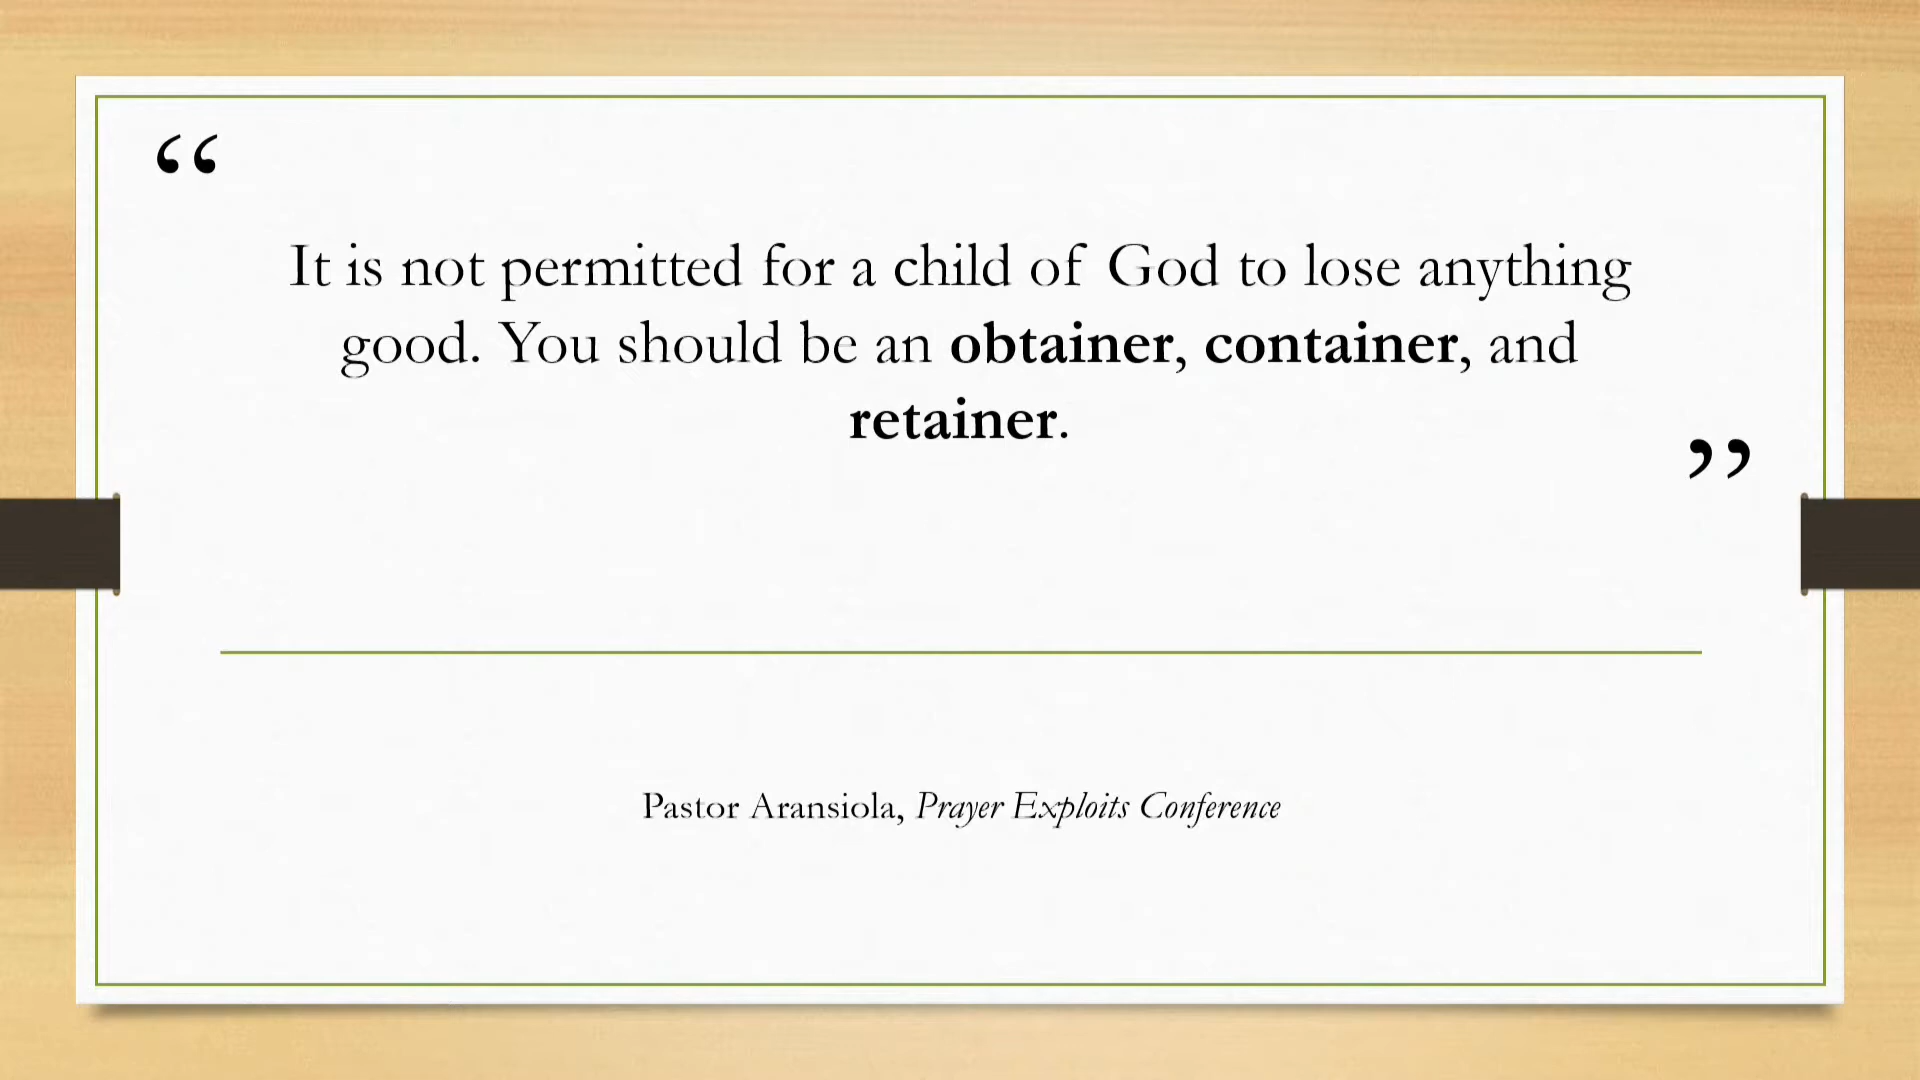 “
It is not permitted for a child of God to lose anything
good. You should be an obtainer, container, and
retainer.
”
Pastor Aransiola, Prayer Exploits Conference